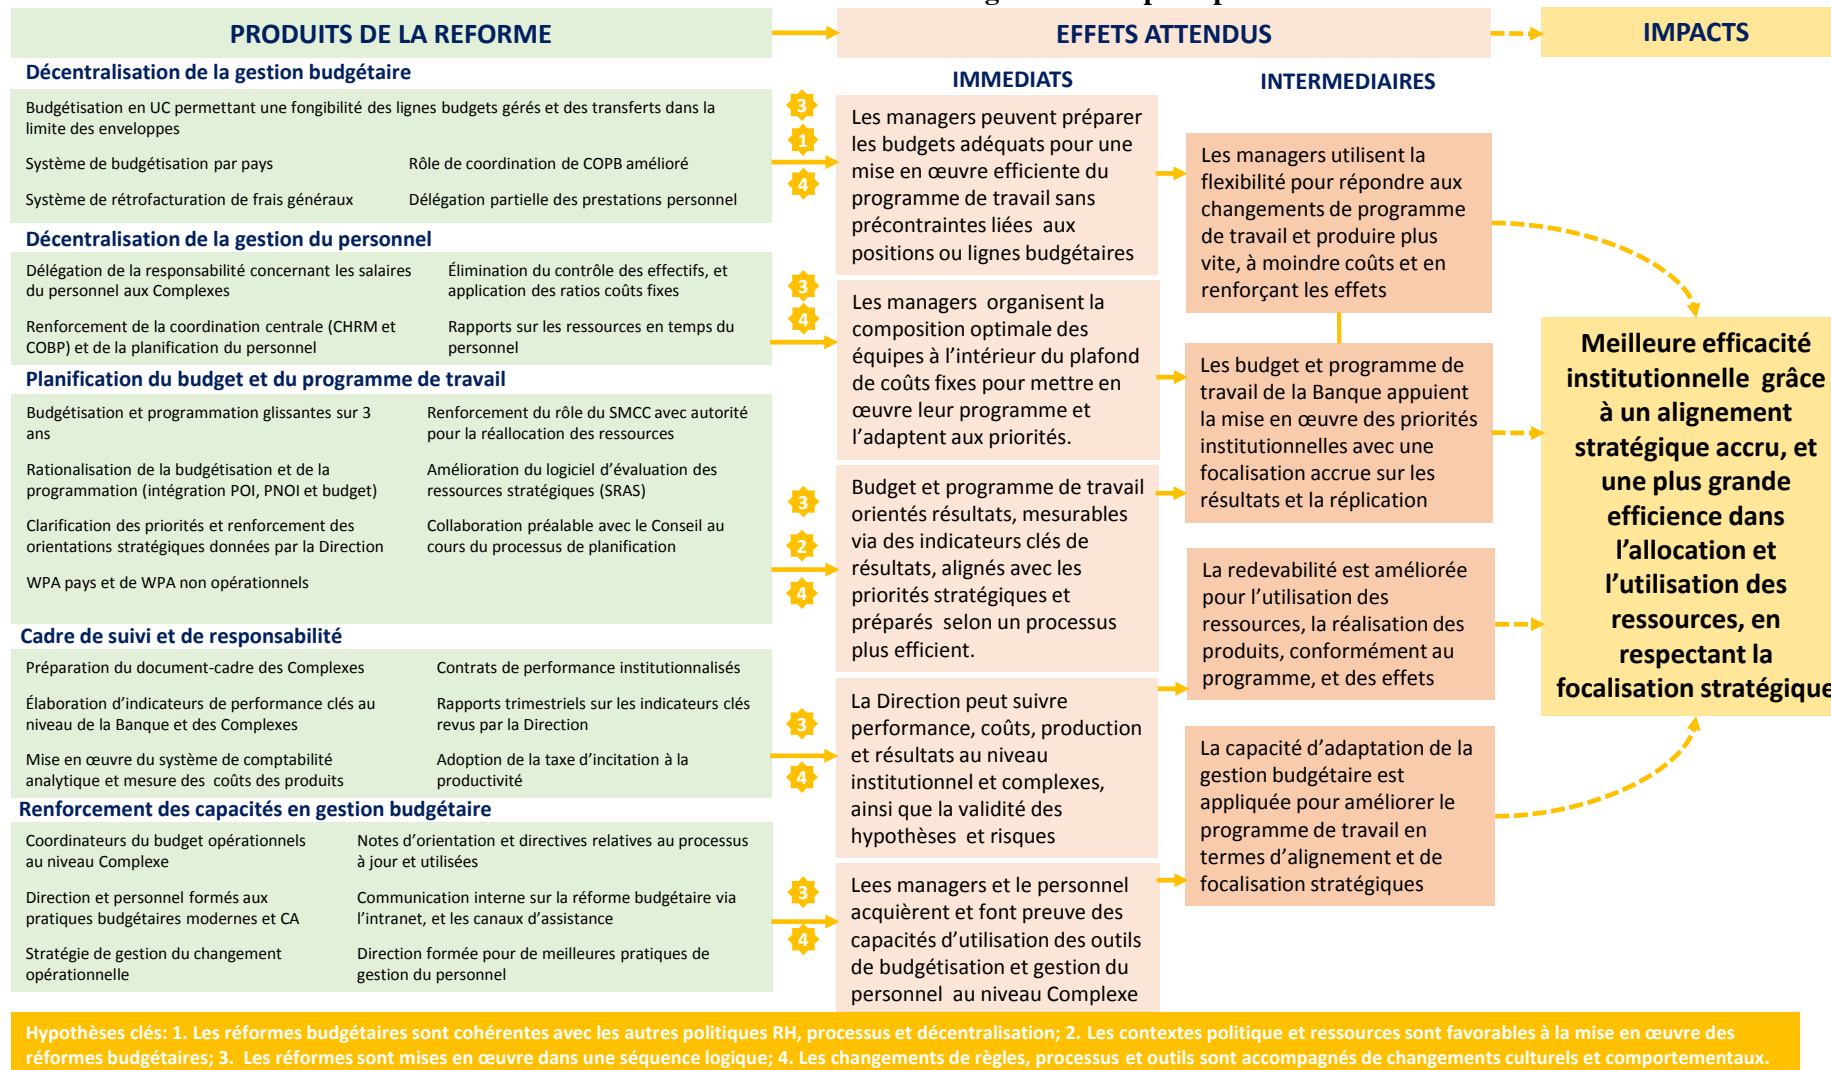 PRODUITS DE LA REFORME
EFFETS ATTENDUS
IMPACTS
Décentralisation de la gestion budgétaire
Budgétisation en UC permettant une fongibilité des lignes budgets gérés et des transferts dans la
limite des enveloppes
Système de budgétisation par pays
Rôle de coordination de COPB amélioré
Système de rétrofacturation de frais généraux
Délégation partielle des prestations personnel
Décentralisation de la gestion du personnel
Délégation de la responsabilité concernant les salaires
du personnel aux Complexes
Élimination du contrôle des effectifs, et
application des ratios coûts fixes
Renforcement de la coordination centrale (CHRM et
COBP) et de la planification du personnel
Rapports sur les ressources en temps du
personnel
Planification du budget et du programme de travail
Budgétisation et programmation glissantes sur 3
ans
Renforcement du rôle du SMCC avec autorité
pour la réallocation des ressources
Rationalisation de la budgétisation et de la
programmation (intégration POI, PNOI et budget)
Amélioration du logiciel d'évaluation des
ressources stratégiques (SRAS)
Clarification des priorités et renforcement des
orientations stratégiques données par la Direction
Collaboration préalable avec le Conseil au
cours du processus de planification
WPA pays et de WPA non opérationnels
Cadre de suivi et de responsabilité
Préparation du document-cadre des Complexes
Contrats de performance institutionnalisés
Élaboration d'indicateurs de performance clés au
niveau de la Banque et des Complexes
Rapports trimestriels sur les indicateurs clés
revus par la Direction
Mise en œuvre du système de comptabilité
analytique et mesure des coûts des produits
Adoption de la taxe d'incitation à la
productivité
Renforcement des capacités en gestion budgétaire
Coordinateurs du budget opérationnels
au niveau Complexe
Notes d'orientation et directives relatives au processus
à jour et utilisées
Direction et personnel formés aux
pratiques budgétaires modernes et CA
Communication interne sur la réforme budgétaire via
l'intranet, et les canaux d'assistance
Stratégie de gestion du changement
opérationnelle
Direction formée pour de meilleures pratiques de
gestion du personnel
3
1
4
3
4
3
2
4
3
4
3
4
IMMEDIATS
Les managers peuvent préparer
les budgets adéquats pour une
mise en œuvre efficiente du
programme de travail sans
précontraintes liées aux
positions ou lignes budgétaires
Les managers organisent la
composition optimale des
équipes à l'intérieur du plafond
de coûts fixes pour mettre en
œuvre leur programme et
l'adaptent aux priorités.
Budget et programme de travail
orientés résultats, mesurables
via des indicateurs clés de
résultats, alignés avec les
priorités stratégiques et
préparés selon un processus
plus efficient.
La Direction peut suivre
performance, coûts, production
et résultats au niveau
institutionnel et complexes,
ainsi que la validité des
hypothèses et risques
Lees managers et le personnel
acquièrent et font preuve des
capacités d'utilisation des outils
de budgétisation et gestion du
personnel au niveau Complexe
INTERMEDIAIRES
Les managers utilisent la
flexibilité pour répondre aux
changements de programme
de travail et produire plus
vite, à moindre coûts et en
renforçant les effets
Les budget et programme de
travail de la Banque appuient
la mise en œuvre des priorités
institutionnelles avec une
focalisation accrue sur les
résultats et la réplication
La redevabilité est améliorée
pour l'utilisation des
ressources, la réalisation des
produits, conformément au
programme, et des effets
La capacité d'adaptation de la
gestion budgétaire est
appliquée pour améliorer le
programme de travail en
termes d'alignement et de
focalisation stratégiques
Meilleure efficacité
institutionnelle grâce
à un alignement
stratégique accru, et
une plus grande
efficience dans
l'allocation et
l'utilisation des
ressources, en
respectant la
focalisation stratégique
Hypothèses clés: 1. Les réformes budgétaires sont cohérentes avec les autres politiques RH, processus et décentralisation; 2. Les contextes politique et ressources sont favorables à la mise en œuvre des
réformes budgétaires; 3. Les réformes sont mises en œuvre dans une séquence logique; 4. Les changements de règles, processus et outils sont accompagnés de changements culturels et comportementaux.